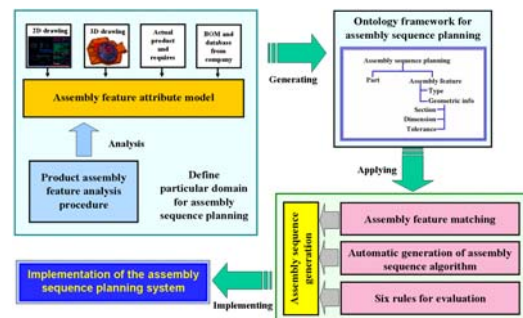 2D drawing
3D drawing
Actual
product and
requires
BOM and
database from
company
Assembly feature attribute model
Analysis
Product assembly
feature analysis
procedure
Define
particular domain
for assembly
sequence planning
Generating
Ontology framework for
assembly sequence planning
Assembly sequence planning
Part
Assembly feature
Type
Geometric info
Section
Dimension
Tolerance
Applying
Assembly sequence
generation
Assembly feature matching
Automatic generation of assembly
sequence algorithm
Six rules for evaluation
Implementing
Implementation of the assembly
sequence planning system